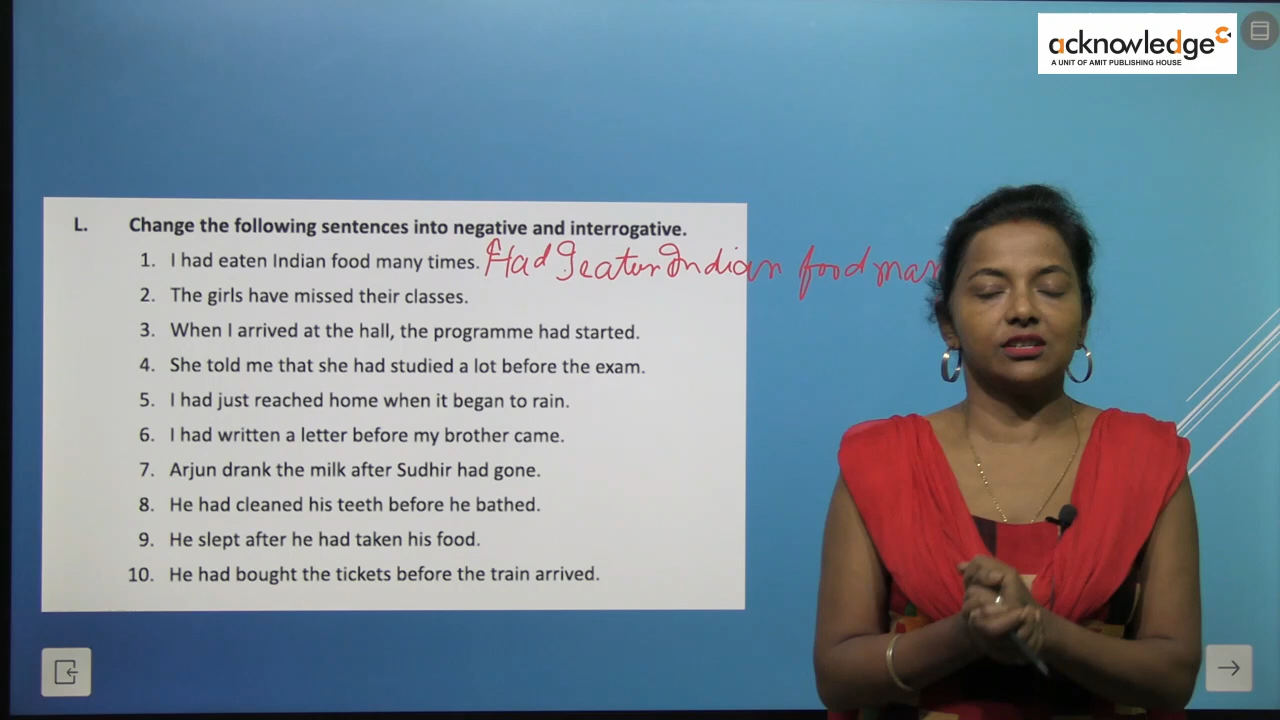 acknowledge
A UNIT OF AMIT PUBLISHING HOUSE
L. Change the following sentences into negative and interrogative.
1. I had eaten Indian food many times. Had I eaten Indian food
2. The girls have missed their classes.
3. When I arrived at the hall, the programme had started.
4. She told me that she had studied a lot before the exam.
5. I had just reached home when it began to rain.
6. I had written a letter before my brother came.
7. Arjun drank the milk after Sudhir had gone.
8. He had cleaned his teeth before he bathed.
9. He slept after he had taken his food.
10. He had bought the tickets before the train arrived.